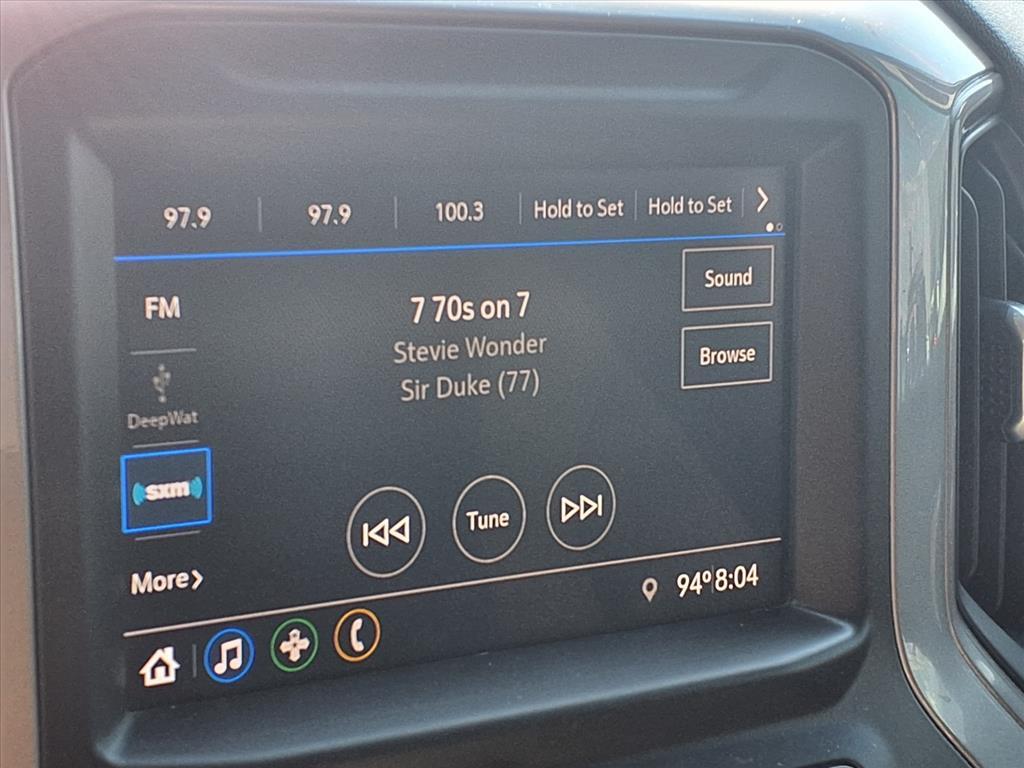 97.9 97.9 100.3 Hold to Set Hold to Set
FM
7 70s on 7
Sound
Stevie Wonder
Browse
Sir Duke (77)
DeepWat
sxm
Tune
More
94° 8:04